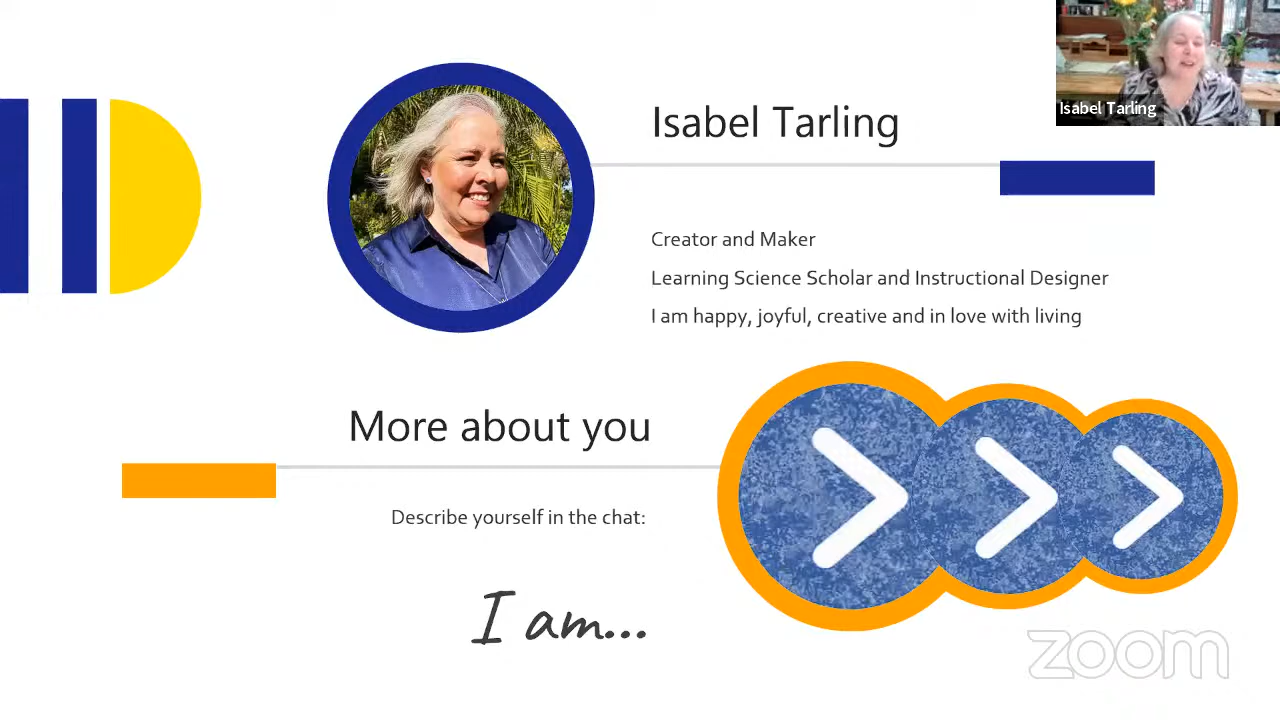 Isabel Tarling
Isabel Tarling
Creator and Maker
Learning Science Scholar and Instructional Designer
I am happy, joyful, creative and in love with living
More about you
Describe yourself in the chat:
I am...
zoom